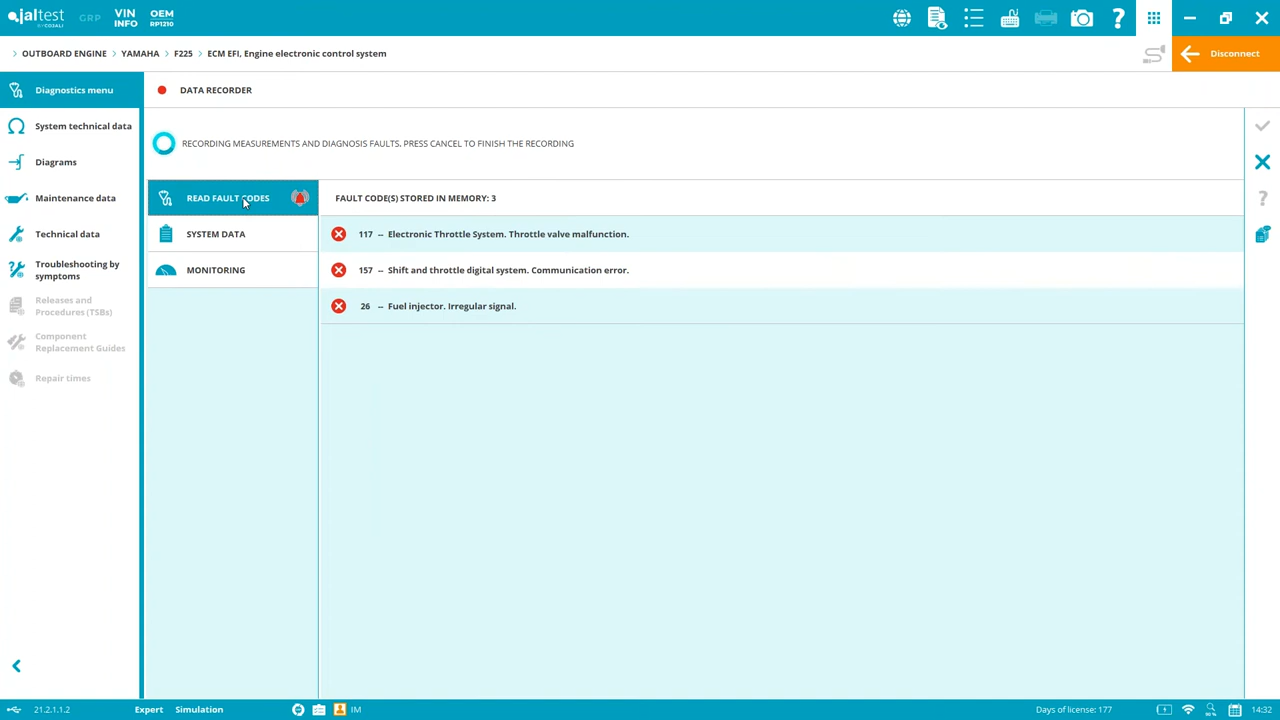 jaltest
BY COJALI
GRP
VIN INFO
OEM
RP1210
OUTBOARD ENGINE > YAMAHA > F225 > ECM EFI, Engine electronic control system
Disconnect
Diagnostics menu
DATA RECORDER
System technical data
Diagrams
Maintenance data
Technical data
Troubleshooting by
symptoms
Releases and
Procedures (TSBs)
Component
Replacement Guides
Repair times
RECORDING MEASUREMENTS AND DIAGNOSIS FAULTS. PRESS CANCEL TO FINISH THE RECORDING
READ FAULT CODES
SYSTEM DATA
MONITORING
FAULT CODE(S) STORED IN MEMORY: 3
117 -- Electronic Throttle System. Throttle valve malfunction.
157 -- Shift and throttle digital system. Communication error.
26 -- Fuel injector. Irregular signal.
21.2.1.1.2
Expert
Simulation
IM
Days of license: 177
14:32